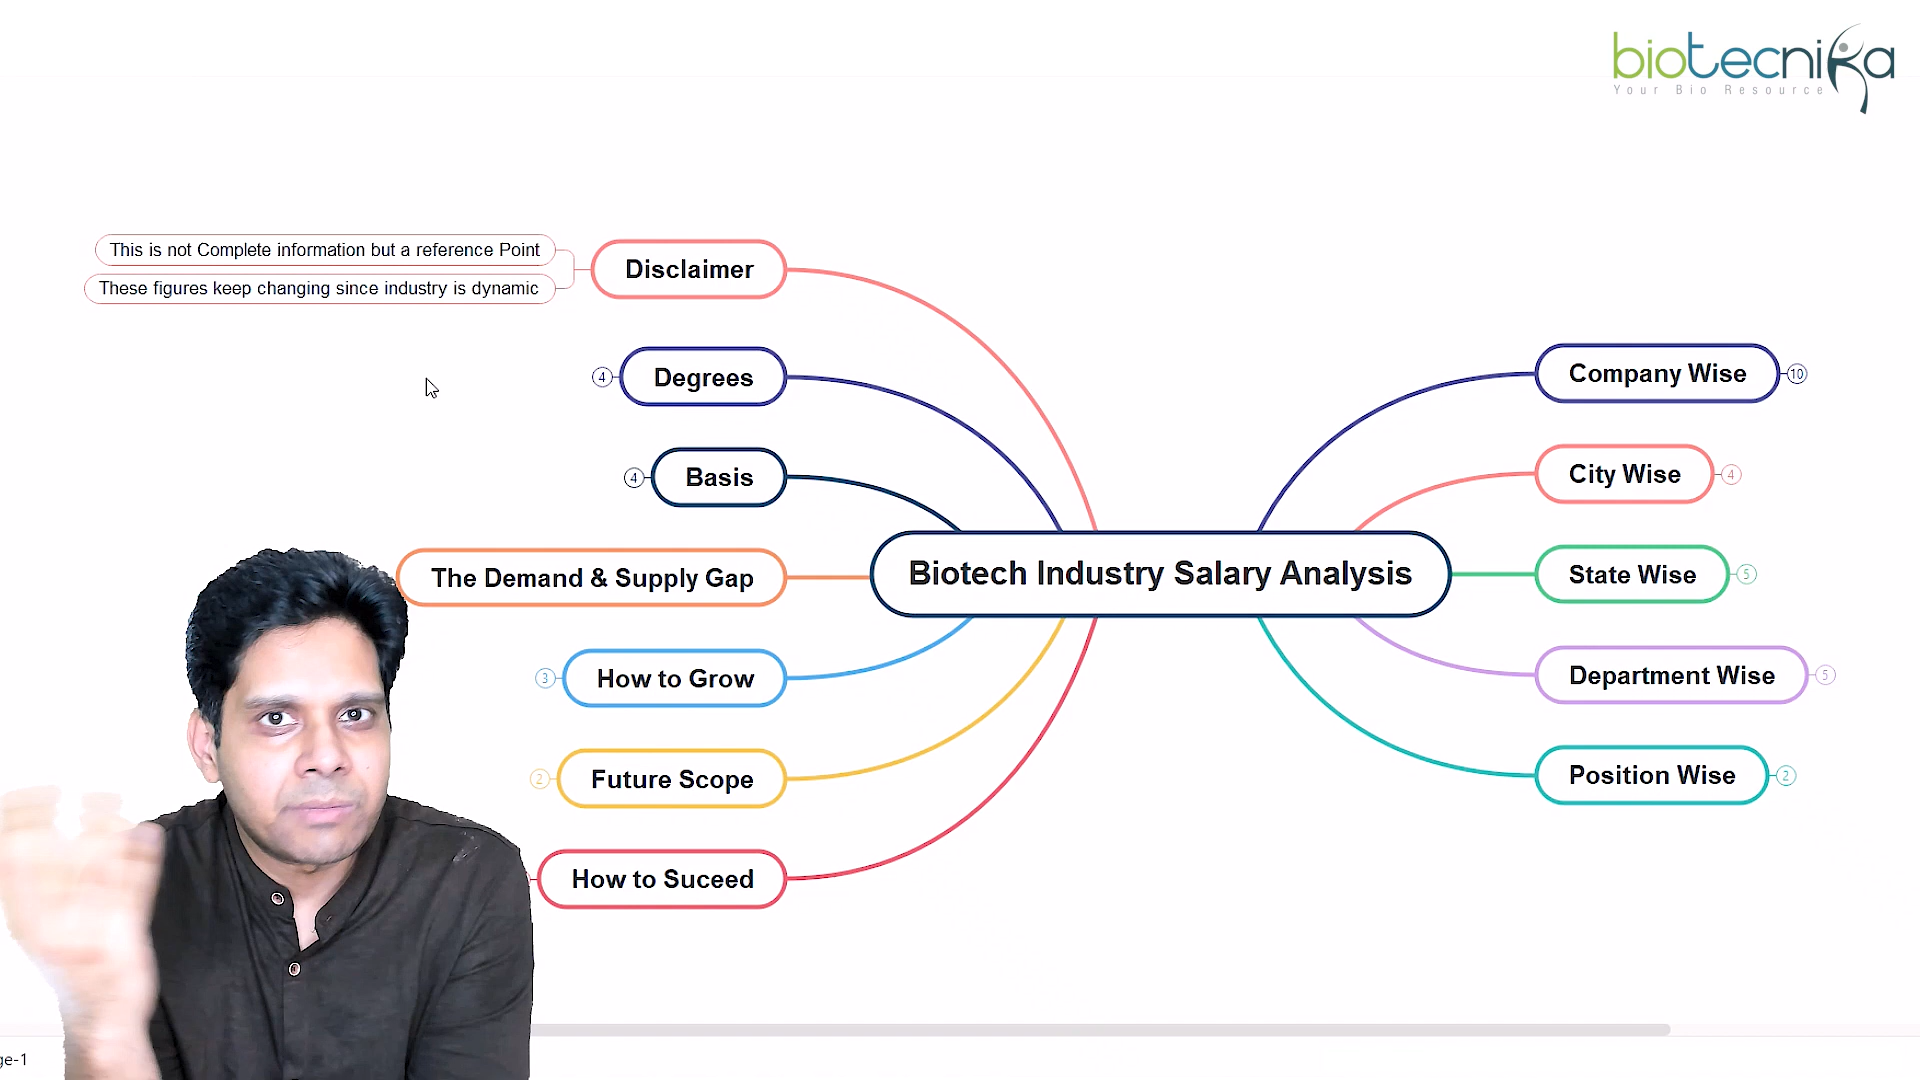 biotecnika
Your Bio Resource
This is not Complete information but a reference Point
These figures keep changing since industry is dynamic
Disclaimer
4
Degrees
4
Basis
The Demand & Supply Gap
3
How to Grow
2
Future Scope
How to Suceed
Biotech Industry Salary Analysis
Company Wise
10
City Wise
4
State Wise
5
Department Wise
5
Position Wise
2
ge-1